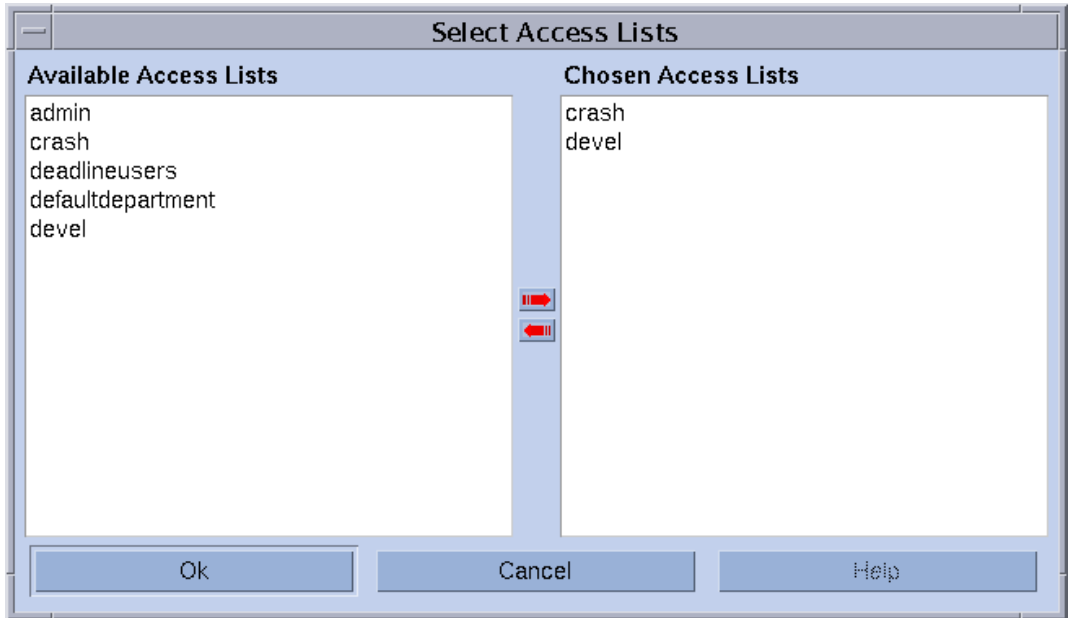 Select Access Lists
Available Access Lists
admin
crash
deadlineusers
defaultdepartment
devel
Chosen Access Lists
crash
devel
Ok
Cancel
Help